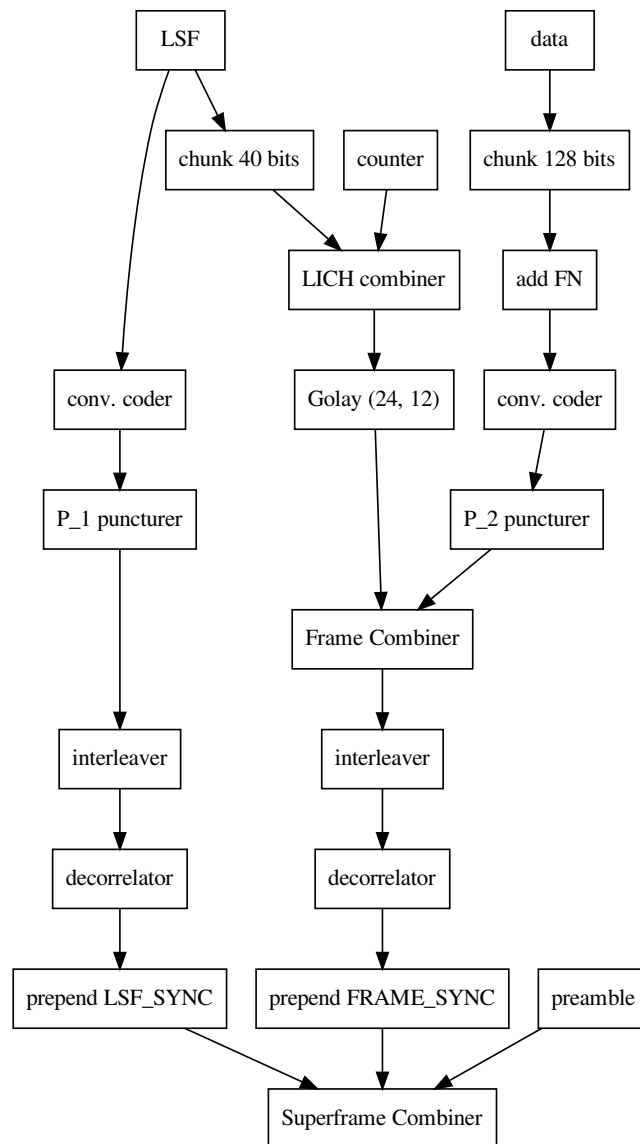 LSF
data
chunk 40 bits
counter
chunk 128 bits
LICH combiner
add FN
conv. coder
Golay (24, 12)
conv. coder
P_1 puncturer
P_2 puncturer
Frame Combiner
interleaver
interleaver
decorrelator
decorrelator
prepend LSF_SYNC
prepend FRAME_SYNC
preamble
Superframe Combiner